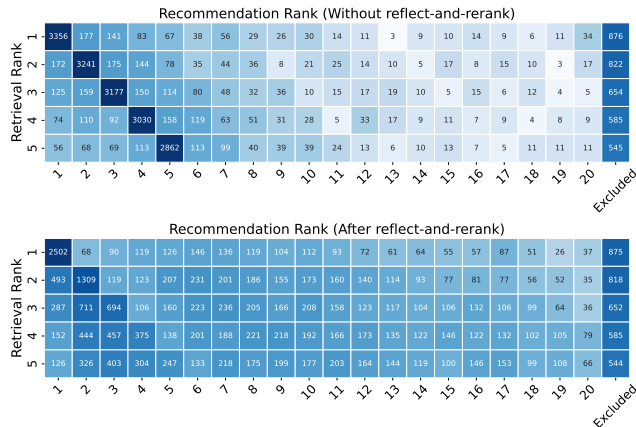 Recommendation Rank (Without reflect-and-rerank)
Retrieval Rank
1 3356 177 141 83 67 38 56 29 26 30 14 11 3 9 10 14 9 6 11 34 876
2 172 3241 175 144 78 35 44 36 8 21 25 14 10 5 17 8 15 10 3 17 822
3 125 159 3177 150 114 80 48 32 36 10 15 17 9 10 5 15 6 12 4 9 654
4 74 110 92 3030 158 119 63 51 31 28 5 33 17 9 11 7 9 4 8 9 585
5 56 68 69 113 2862 113 99 40 39 39 24 13 6 10 13 7 5 11 11 11 545
1 2 3 4 5 6 7 8 9 10 11 12 13 14 15 16 17 18 19 20 Excluded
Recommendation Rank (After reflect-and-rerank)
Retrieval Rank
1 2502 68 90 119 126 146 136 119 104 112 93 72 61 64 55 57 87 51 26 37 875
2 493 1309 119 123 207 231 201 186 155 173 160 130 120 155 77 81 77 56 52 35 818
3 287 711 694 106 160 223 236 205 166 208 158 123 117 104 106 132 106 99 64 36 652
4 152 444 457 375 138 201 188 221 218 192 166 173 135 122 146 122 132 102 105 79 585
5 126 326 403 304 247 133 218 175 199 177 203 164 144 119 100 146 153 99 108 66 544
1 2 3 4 5 6 7 8 9 10 11 12 13 14 15 16 17 18 19 20 Excluded